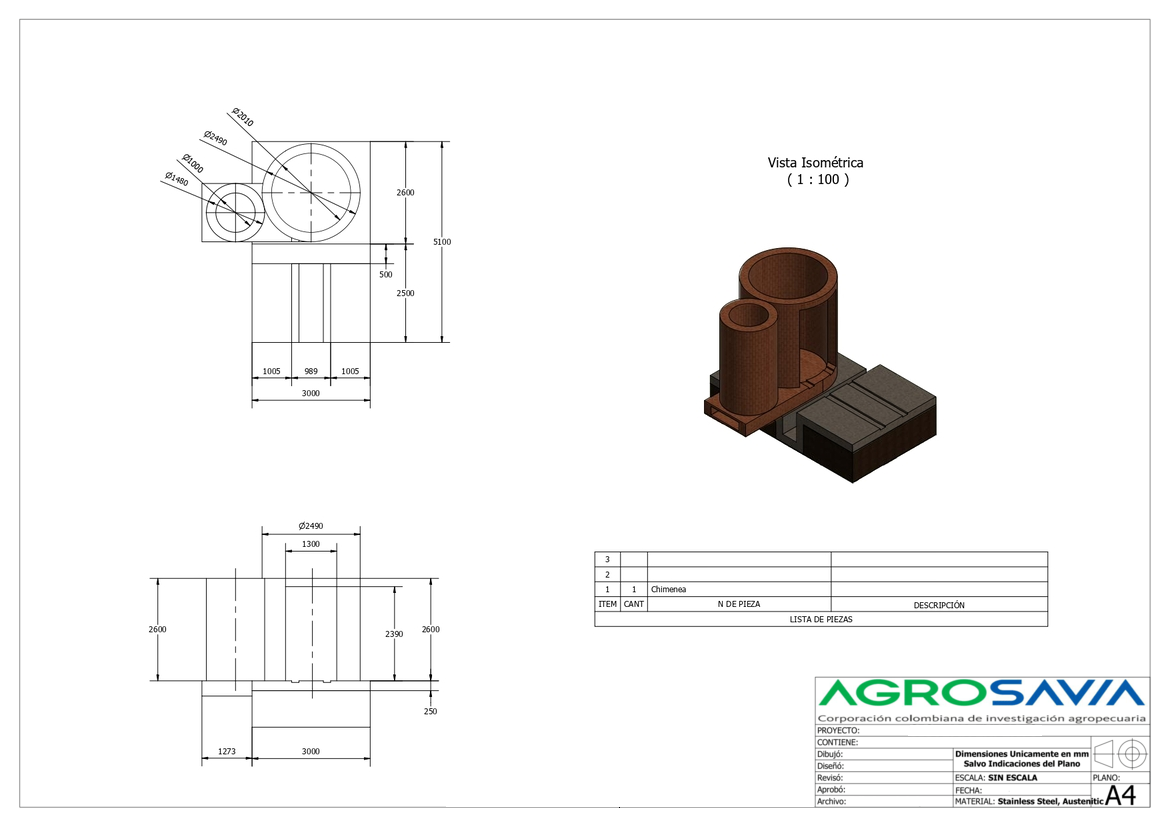 Ø2010
Ø2490
Ø1000
Ø1480
2600
5100
500
2500
1005 989 1005
3000
Vista Isométrica
( 1 : 100 )
Ø2490
1300
2600
2390
2600
250
1273
3000
3
2
1 1 Chimenea
ITEM CANT N DE PIEZA DESCRIPCIÓN
LISTA DE PIEZAS
AGROSAVIA
Corporación colombiana de investigación agropecuaria
PROYECTO:
CONTIENE:
Dibujó:
Diseñó:
Revisó:
Aprobó:
Archivo:
Dimensiones Unicamente en mm
Salvo Indicaciones del Plano
ESCALA: SIN ESCALA
FECHA:
MATERIAL: Stainless Steel, Austenitic
PLANO:
A4